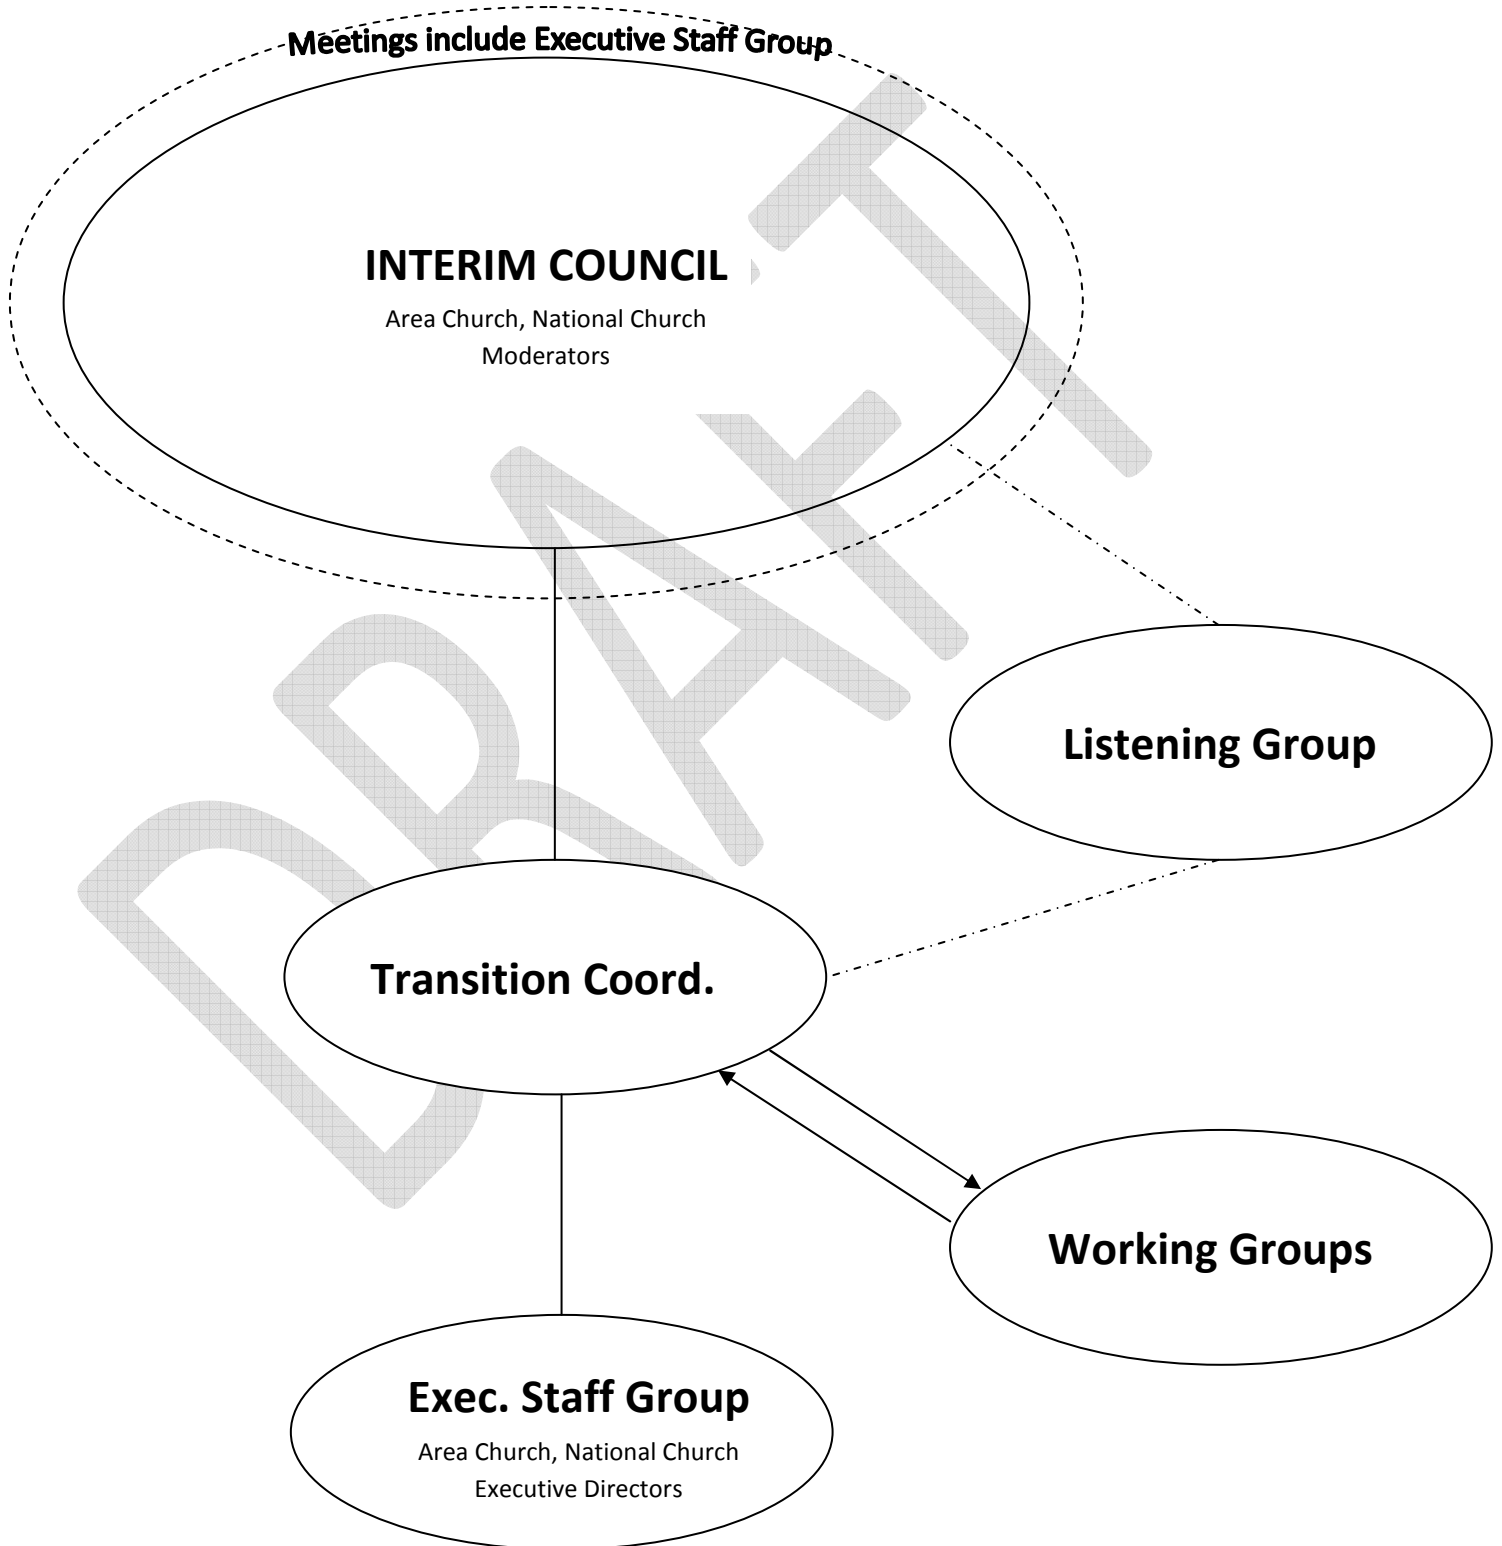 Meetings include Executive Staff Group
INTERIM COUNCIL
Area Church, National Church
Moderators
Listening Group
Transition Coord.
Working Groups
Exec. Staff Group
Area Church, National Church
Executive Directors
DRAFT